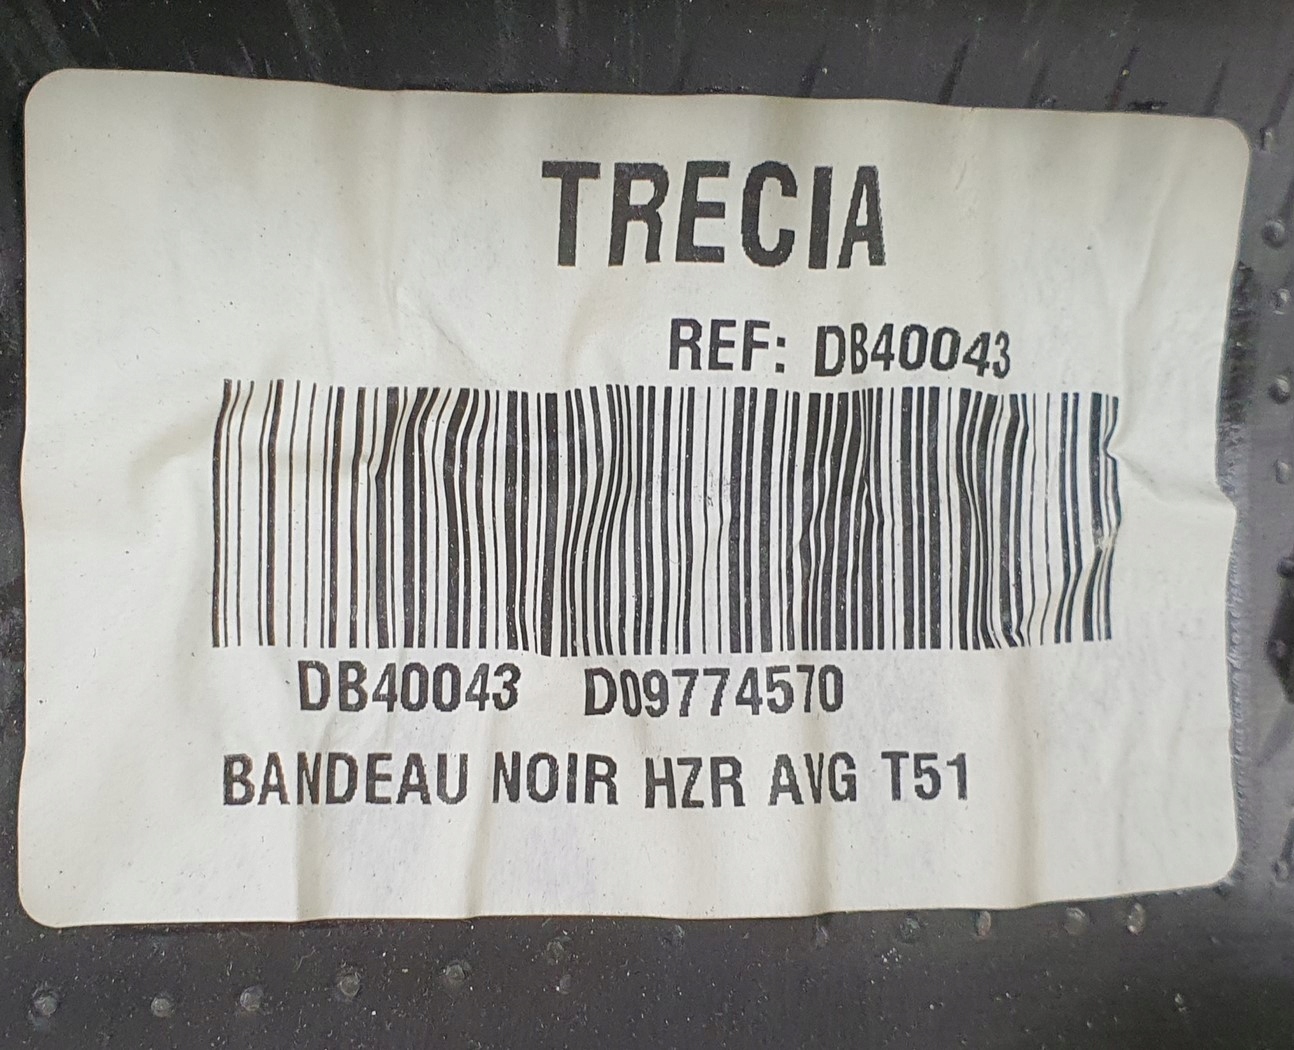 TRECIA
REF: DB40043
DB40043 D09774570
BANDEAU NOIR HZR AVG T51